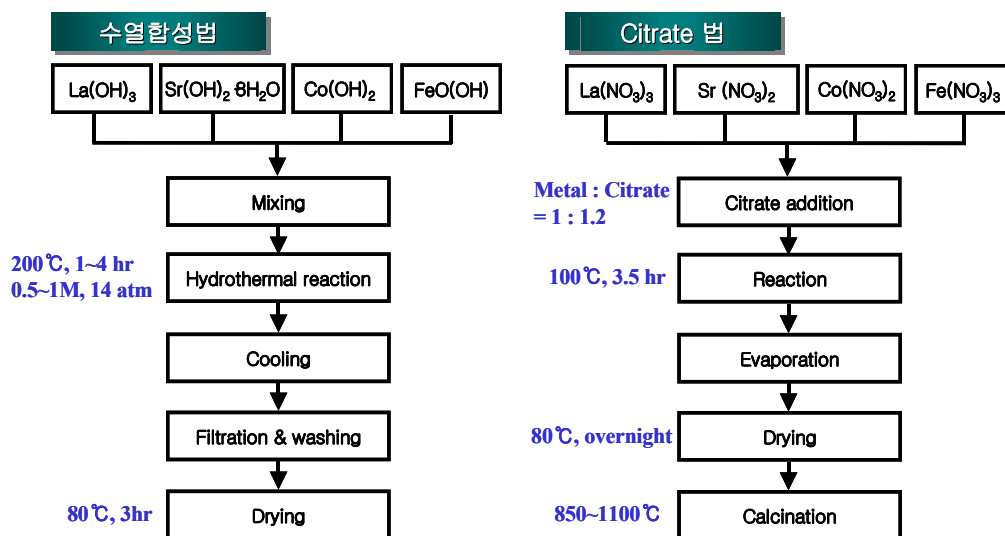 수열합성법
La(OH)₃
Sr(OH)₂·8H₂O
Co(OH)₂
FeO(OH)
Mixing
200℃, 1~4 hr
0.5~1M, 14 atm
Hydrothermal reaction
Cooling
Filtration & washing
80℃, 3hr
Drying
Citrate 법
La(NO₃)₃
Sr (NO₃)₂
Co(NO₃)₂
Fe(NO₃)₃
Metal : Citrate
= 1 : 1.2
Citrate addition
100℃, 3.5 hr
Reaction
Evaporation
80℃, overnight
Drying
850~1100℃
Calcination